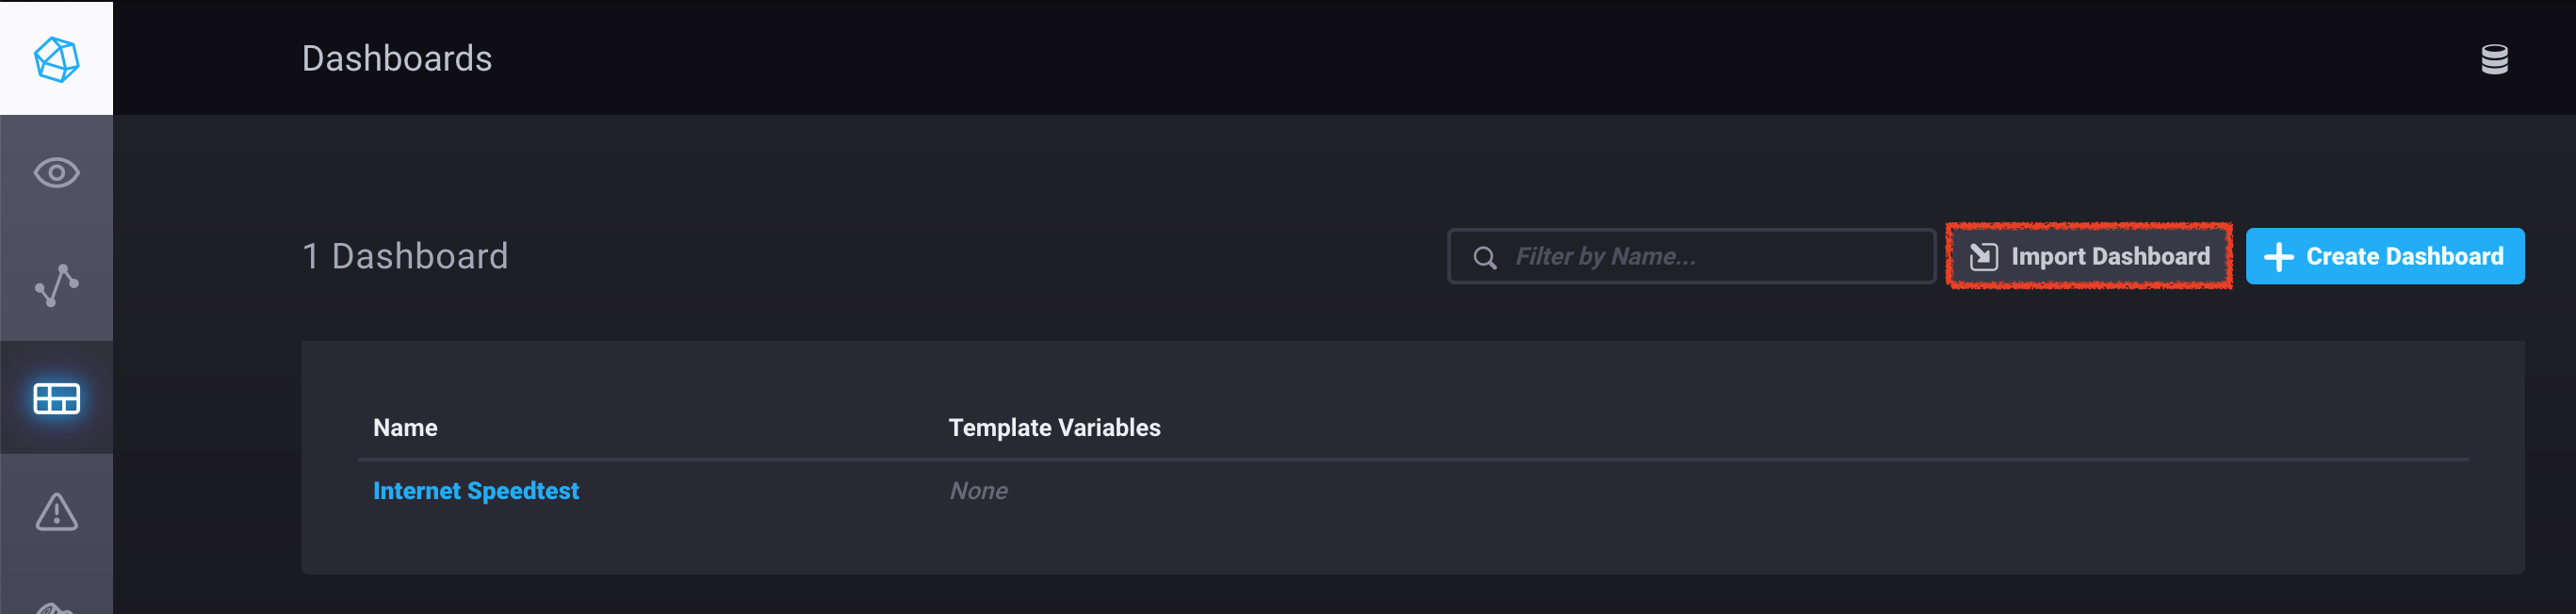 Dashboards
1 Dashboard
Filter by Name...
Import Dashboard
Create Dashboard
Name
Template Variables
Internet Speedtest
None